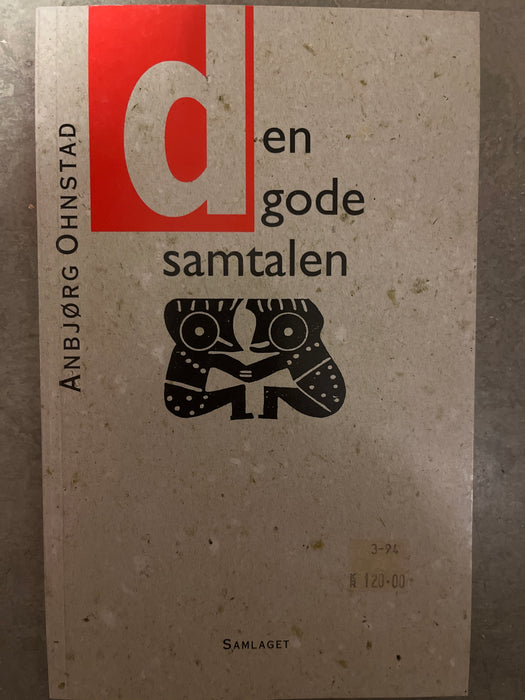 ANBJØRG OHNSTAD
den
gode
samtalen
3-94
120.00
SAMLAGET